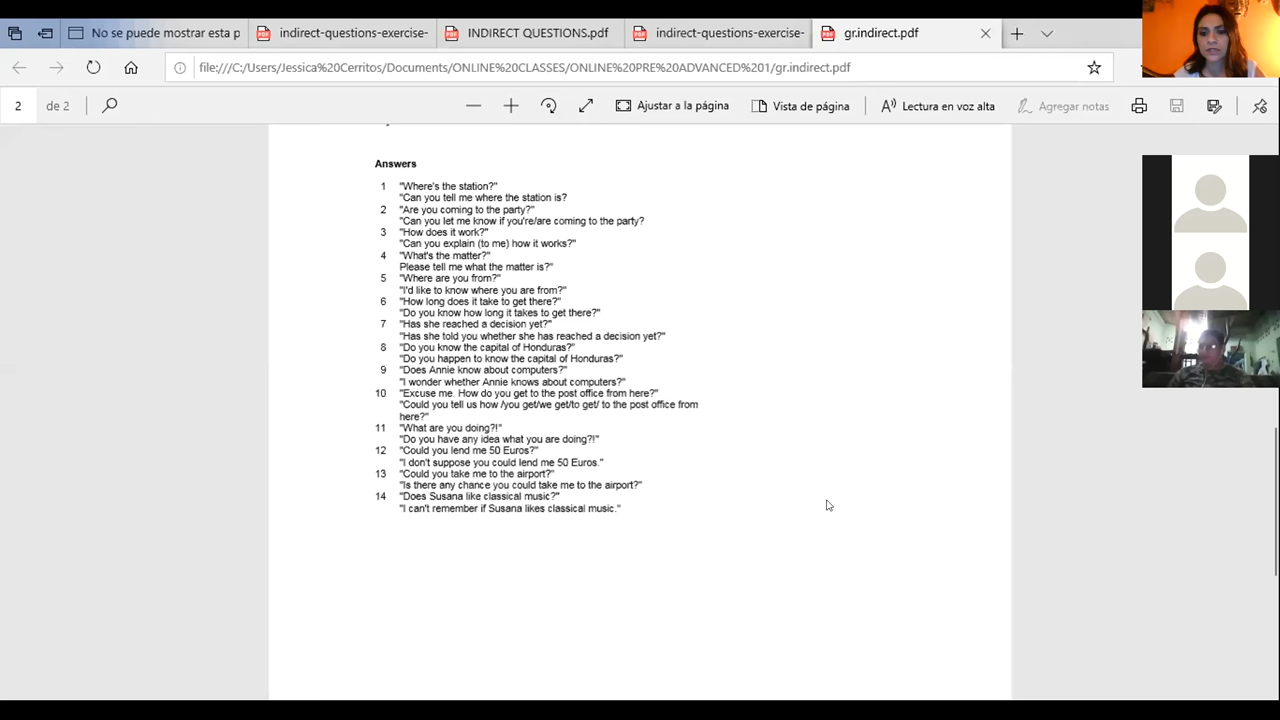 No se puede mostrar esta p
indirect-questions-exercise-
INDIRECT QUESTIONS.pdf
indirect-questions-exercise-
gr.indirect.pdf
file:///C:/Users/Jessica%20Cerritos/Documents/ONLINE%20CLASSES/ONLINE%20PRE%20ADVANCED%201/gr.indirect.pdf
2 de 2
Ajustar a la página
Vista de página
Lectura en voz alta
Agregar notas
Answers
1 "Where's the station?"
"Can you tell me where the station is?
2 "Are you coming to the party?"
"Can you let me know if you're/are coming to the party?
3 "How does it work?"
"Can you explain (to me) how it works?"
4 "What's the matter?"
Please tell me what the matter is?"
5 "Where are you from?"
"I'd like to know where you are from?"
6 "How long does it take to get there?"
"Do you know how long it takes to get there?"
7 "Has she reached a decision yet?"
"Has she told you whether she has reached a decision yet?"
8 "Do you know the capital of Honduras?"
"Do you happen to know the capital of Honduras?"
9 "Does Annie know about computers?"
"I wonder whether Annie knows about computers?"
10 "Excuse me. How do you get to the post office from here?"
"Could you tell us how /you get/we get/to get/ to the post office from
here?"
11 "What are you doing?!"
"Do you have any idea what you are doing?!"
12 "Could you lend me 50 Euros?"
"I don't suppose you could lend me 50 Euros."
13 "Could you take me to the airport?"
"Is there any chance you could take me to the airport?"
14 "Does Susana like classical music?"
"I can't remember if Susana likes classical music."